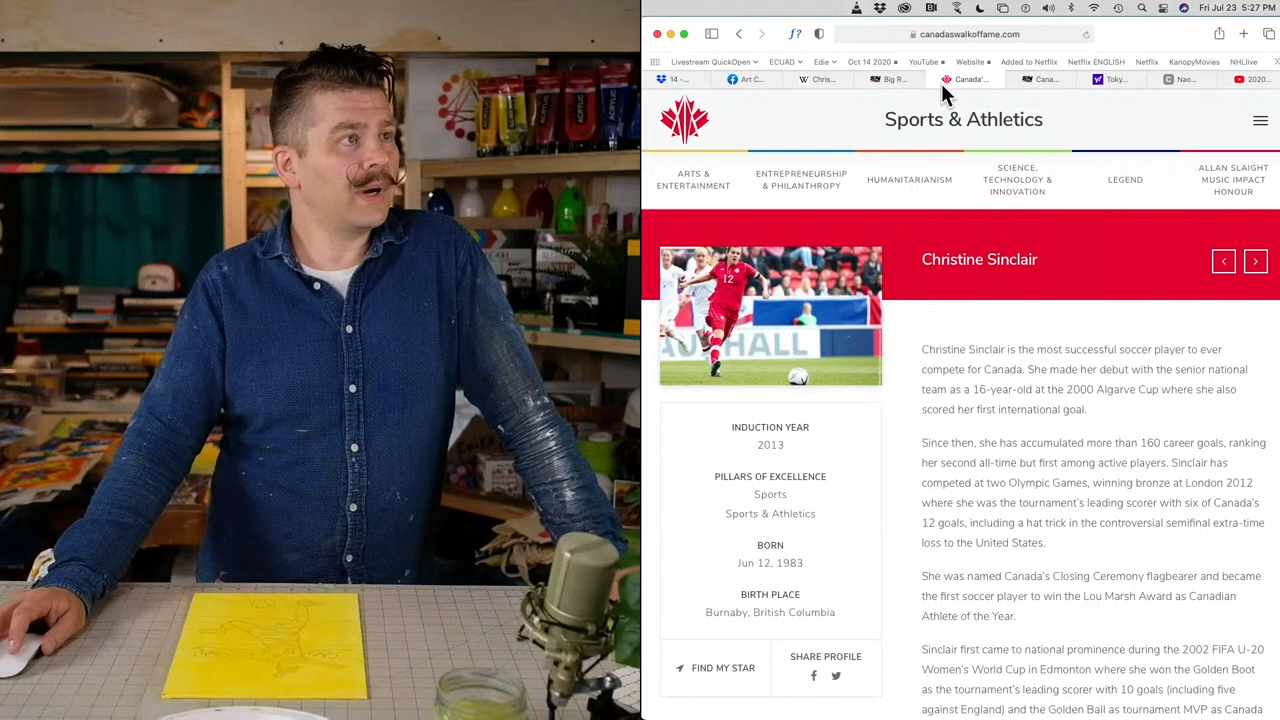 Fri Jul 23 5:27 PM
canadaswalkoffame.com
Livestream QuickOpen ECUAD Edie Oct 14 2020 YouTube Website Added to Netflix Netflix ENGLISH Netflix KanopyMovies NHLlive
14 -... Art C... Chris... Big R... Canada'... Cana... Toky... Nao... 2020...
Sports & Athletics
ARTS &
ENTERTAINMENT
ENTREPRENEURSHIP
& PHILANTHROPY
HUMANITARIANISM
SCIENCE,
TECHNOLOGY &
INNOVATION
LEGEND
ALLAN SLAIGHT
MUSIC IMPACT
HONOUR
Christine Sinclair
12
VAUXHALL
INDUCTION YEAR
2013
PILLARS OF EXCELLENCE
Sports
Sports & Athletics
BORN
Jun 12, 1983
BIRTH PLACE
Burnaby, British Columbia
FIND MY STAR
SHARE PROFILE
Christine Sinclair is the most successful soccer player to ever
compete for Canada. She made her debut with the senior national
team as a 16-year-old at the 2000 Algarve Cup where she also
scored her first international goal.
Since then, she has accumulated more than 160 career goals, ranking
her second all-time but first among active players. Sinclair has
competed at two Olympic Games, winning bronze at London 2012
where she was the tournament's leading scorer with six of Canada's
12 goals, including a hat trick in the controversial semifinal extra-time
loss to the United States.
She was named Canada's Closing Ceremony flagbearer and became
the first soccer player to win the Lou Marsh Award as Canadian
Athlete of the Year.
Sinclair first came to national prominence during the 2002 FIFA U-20
Women's World Cup in Edmonton where she won the Golden Boot
as the tournament's leading scorer with 10 goals (including five
against England) and the Golden Ball as tournament MVP as Canada